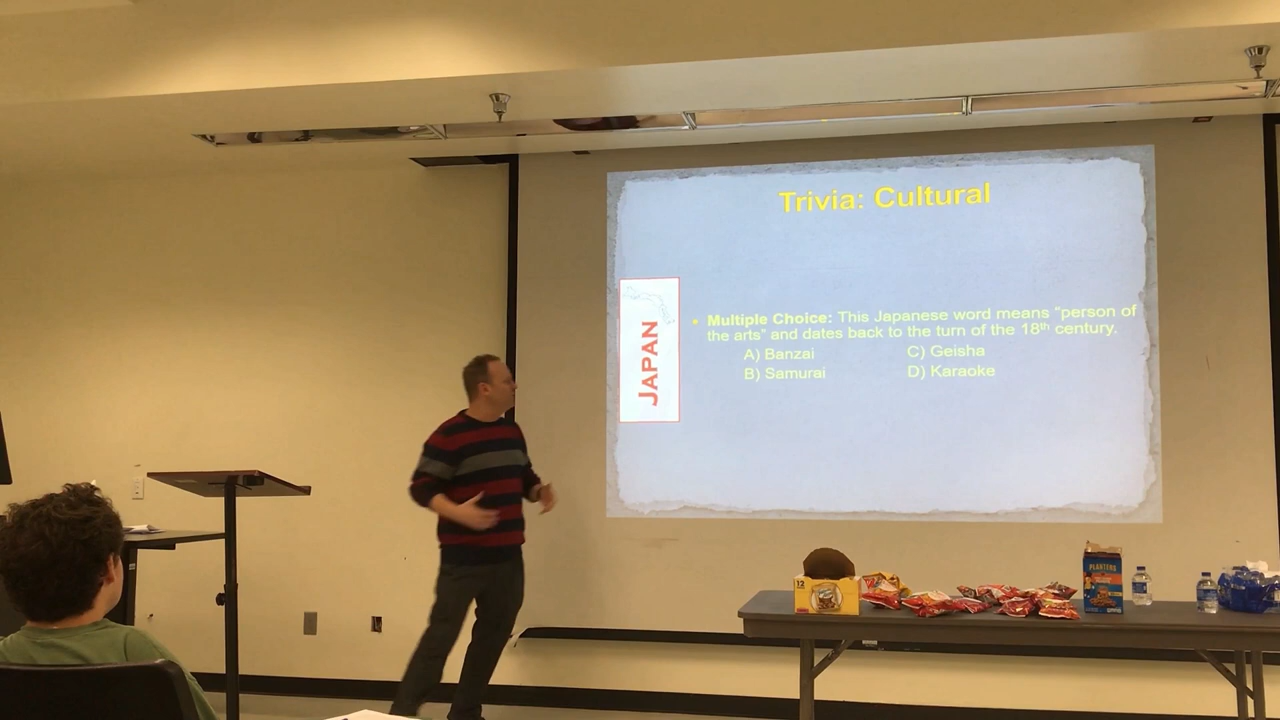 Trivia: Cultural
JAPAN
• Multiple Choice: This Japanese word means “person of
the arts” and dates back to the turn of the 18th century.
A) Banzai C) Geisha
B) Samurai D) Karaoke
12
PLANTERS